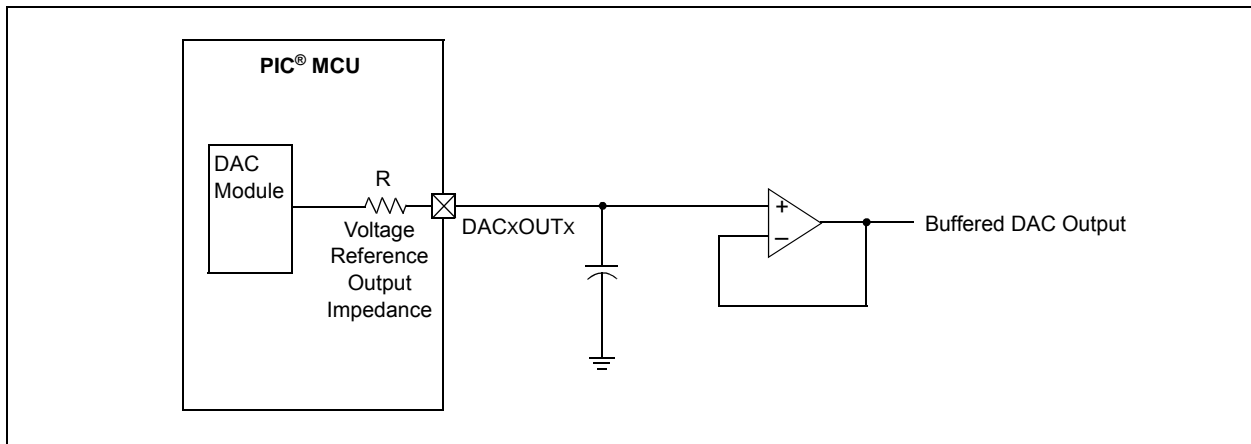 PIC® MCU
DAC
Module
R
Voltage
Reference
Output
Impedance
DACxOUTx
+
–
Buffered DAC Output